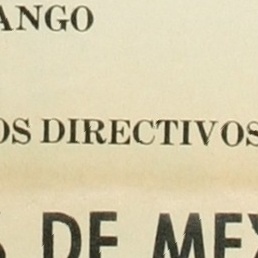 ANGO
OS DIRECTIVOS
S DE MEX